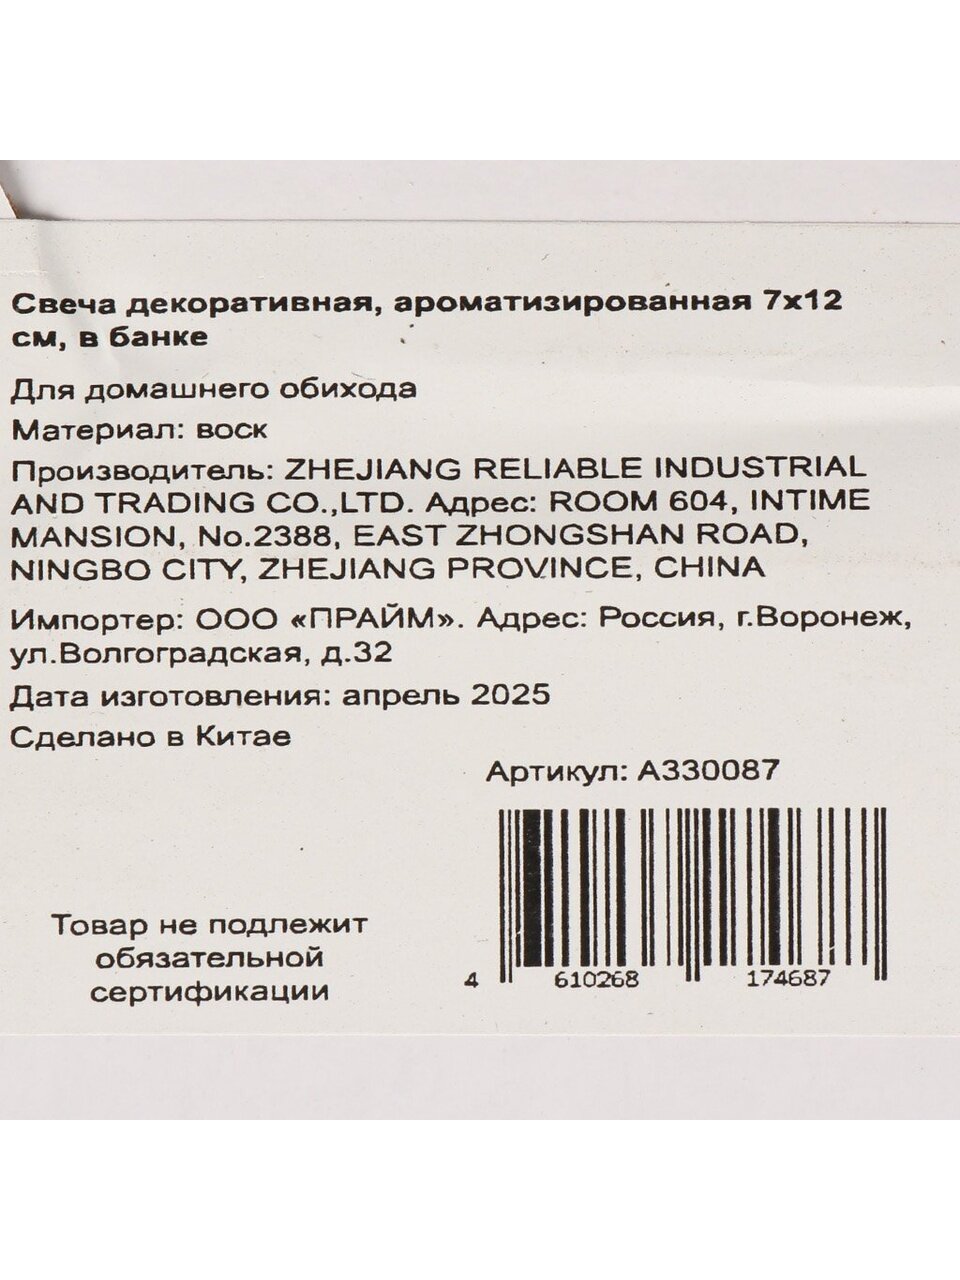 Свеча декоративная, ароматизированная 7х12
см, в банке
Для домашнего обихода
Материал: воск
Производитель: ZHEJIANG RELIABLE INDUSTRIAL
AND TRADING CO.,LTD. Адрес: ROOM 604, INTIME
MANSION, No.2388, EAST ZHONGSHAN ROAD,
NINGBO CITY, ZHEJIANG PROVINCE, CHINA
Импортер: ООО «ПРАЙМ». Адрес: Россия, г.Воронеж,
ул.Волгоградская, д.32
Дата изготовления: апрель 2025
Сделано в Китае
Артикул: А330087
Товар не подлежит
обязательной
сертификации
4 610268 174687